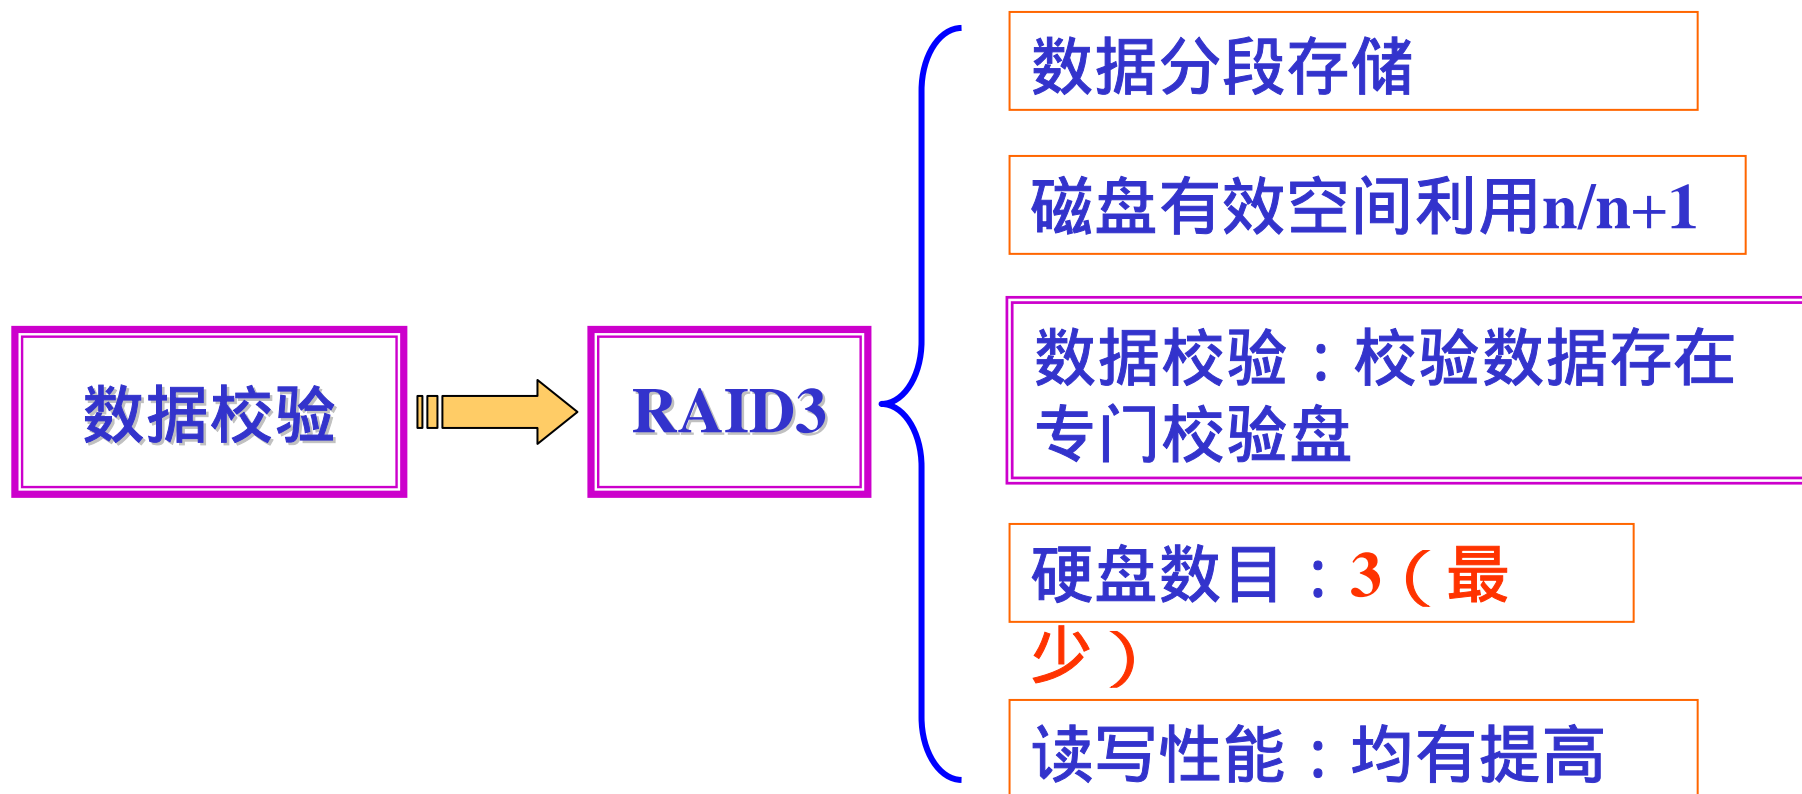 数据校验
RAID3
数据分段存储
磁盘有效空间利用n/n+1
数据校验：校验数据存在
专门校验盘
硬盘数目：3（最
少）
读写性能：均有提高